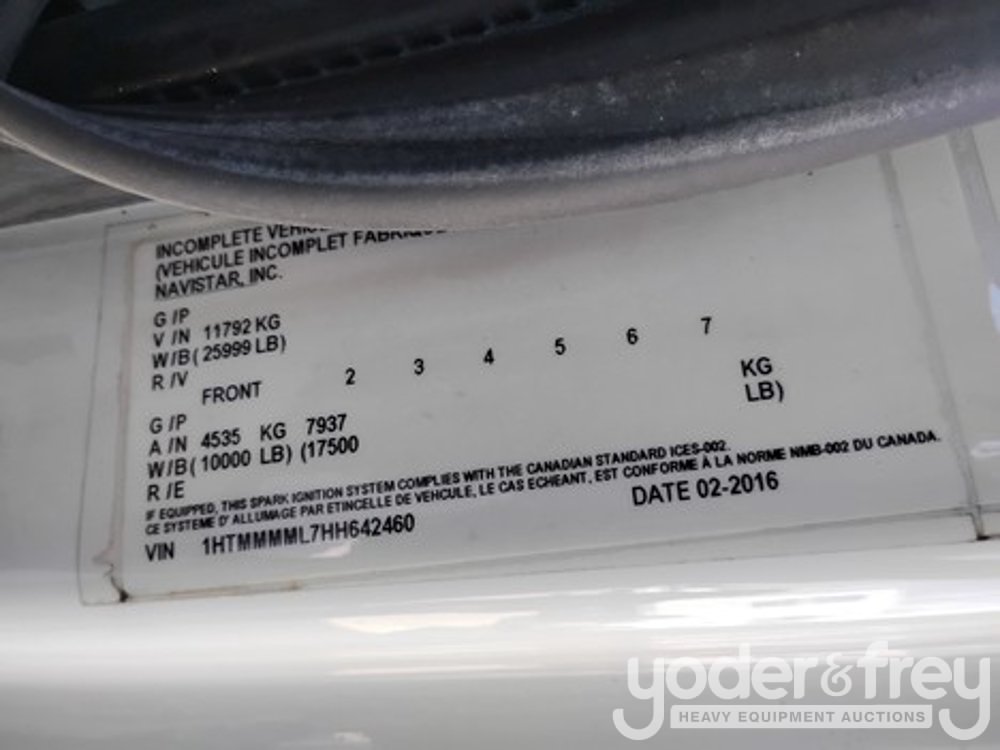 INCOMPLETE
(VEHICULE INCOMPLET
NAVISTAR, INC.
G /P
V /N 11792 KG
W/B( 25999 LB)
R /V
FRONT 2 3 4 5 6 7
G /P
A /N 4535 KG 7937 KG
W/B( 10000 LB) (17500 LB)
R /E
IF EQUIPPED, THIS SPARK IGNITION SYSTEM COMPLIES WITH THE CANADIAN STANDARD ICES-002.
CE SYSTEME D' ALLUMAGE PAR ETINCELLE DE VEHICULE, LE CAS ECHEANT, EST CONFORME À LA NORME NMB-002 DU CANADA.
VIN 1HTMMMML7HH642460 DATE 02-2016
yoder&frey
HEAVY EQUIPMENT AUCTIONS